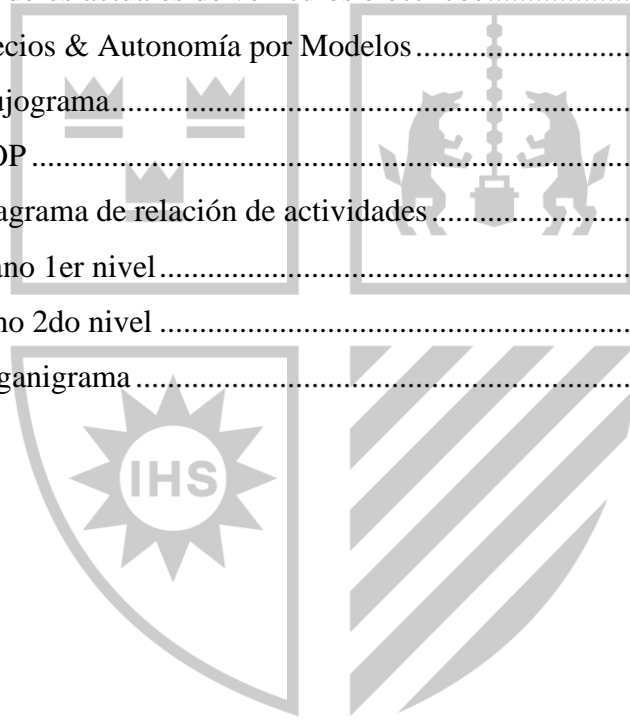 ecios & Autonomía por Modelos
ujograma
OP
agrama de relación de actividades
ano 1er nivel
no 2do nivel
ganigrama
IHS